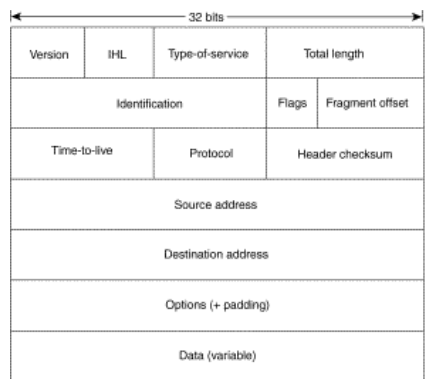 32 bits
Version IHL Type-of-service Total length
Identification Flags Fragment offset
Time-to-live Protocol Header checksum
Source address
Destination address
Options (+ padding)
Data (variable)